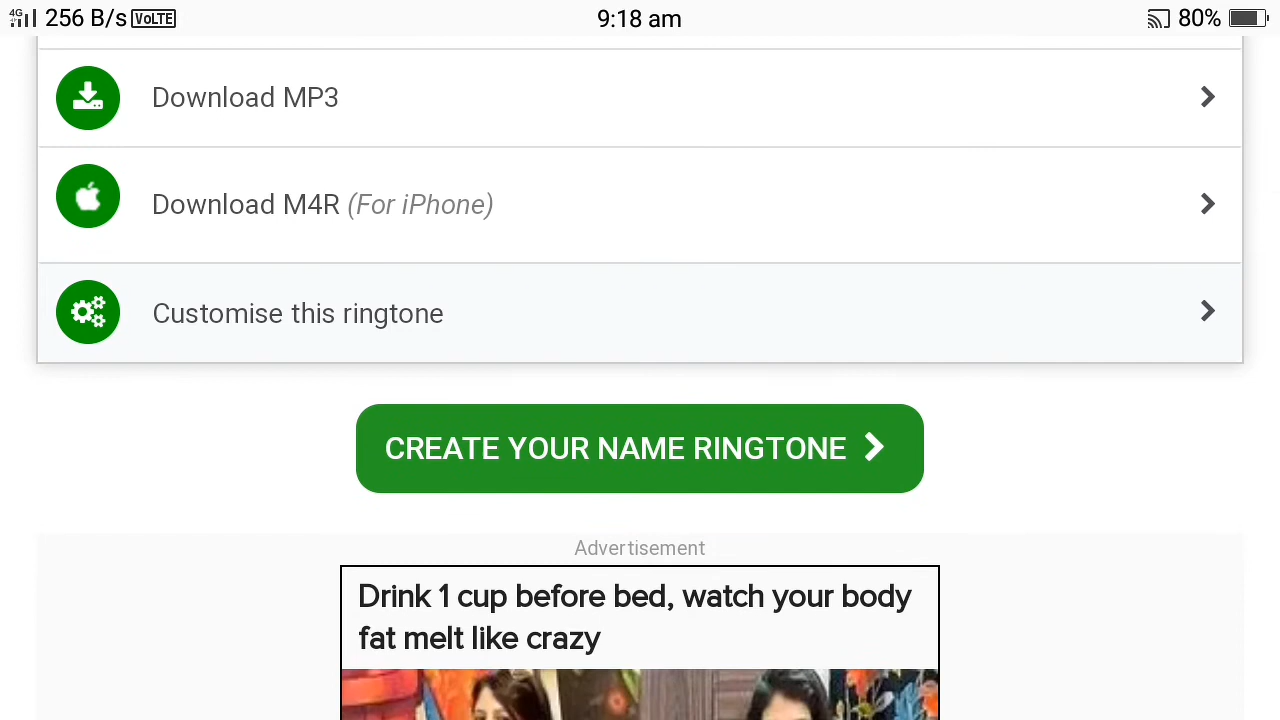 4G 256 B/s VoLTE 9:18 am 80%
Download MP3
Download M4R (For iPhone)
Customise this ringtone
CREATE YOUR NAME RINGTONE
Advertisement
Drink 1 cup before bed, watch your body
fat melt like crazy